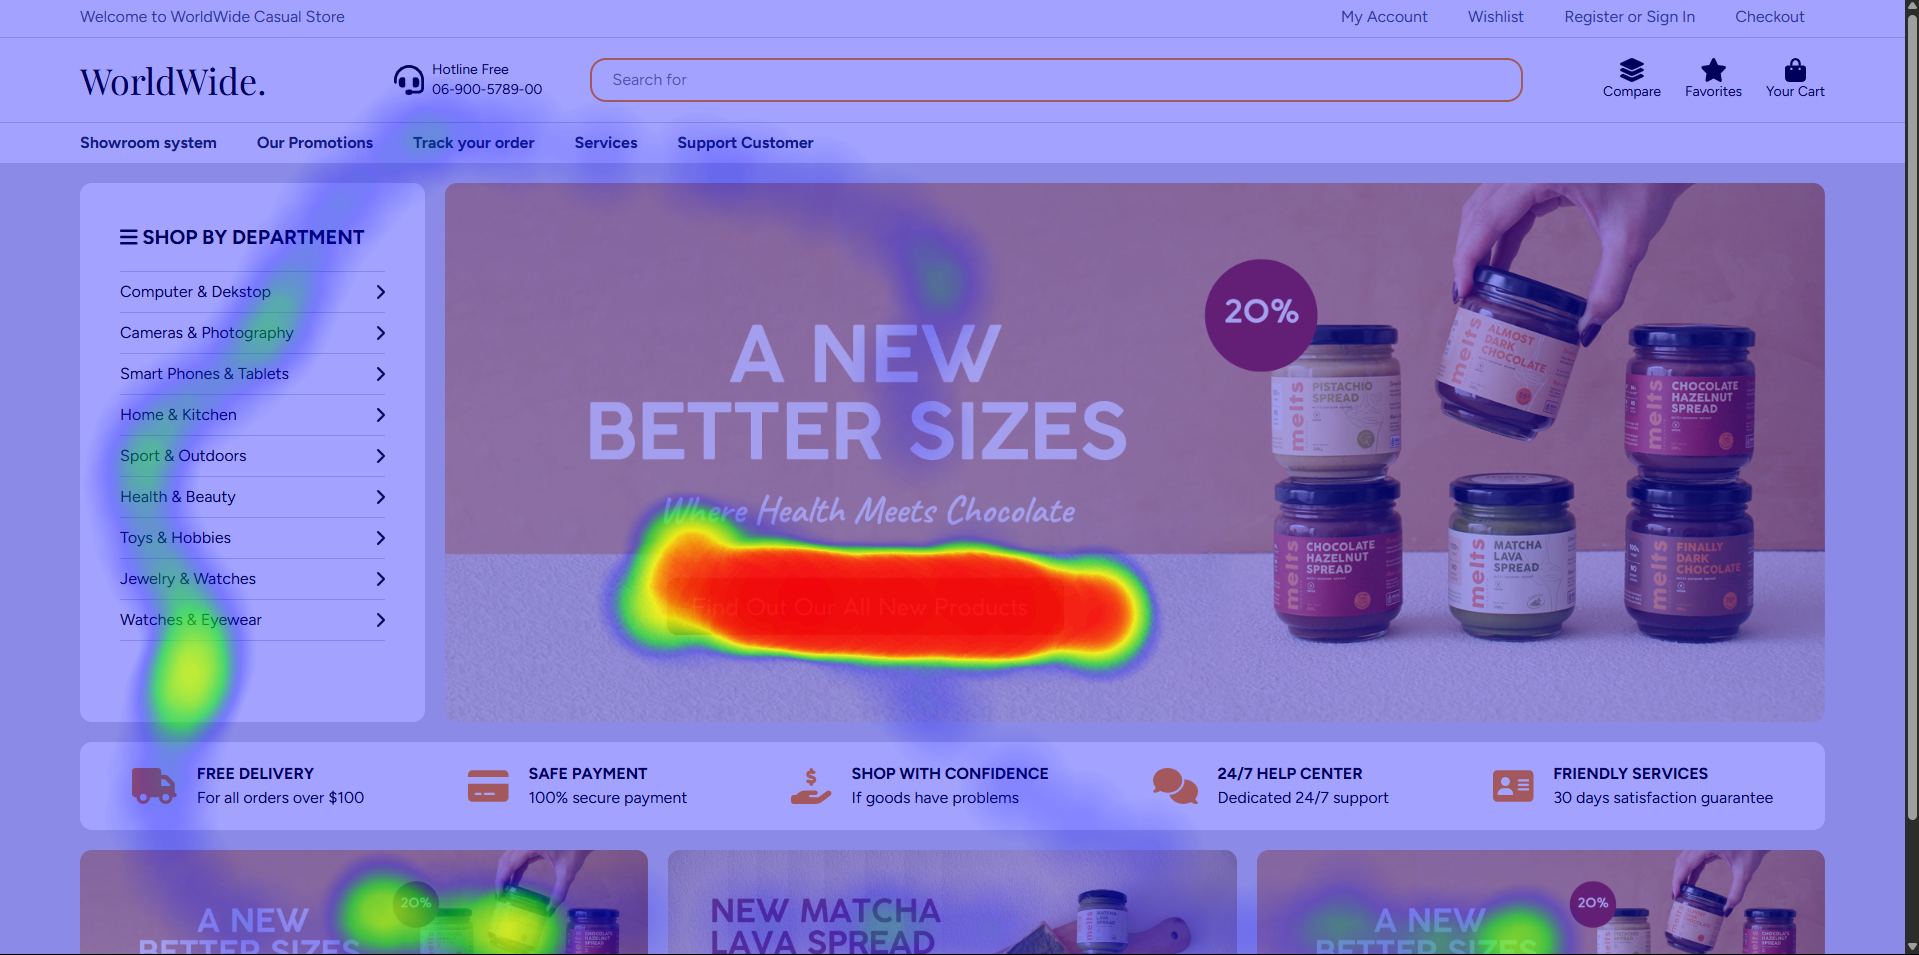 Welcome to WorldWide Casual Store
My Account Wishlist Register or Sign In Checkout
WorldWide.
Hotline Free
06-900-5789-00
Search for
Compare Favorites Your Cart
Showroom system Our Promotions Track your order Services Support Customer
SHOP BY DEPARTMENT
Computer & Dekstop
Cameras & Photography
Smart Phones & Tablets
Home & Kitchen
Sport & Outdoors
Health & Beauty
Toys & Hobbies
Jewelry & Watches
Watches & Eyewear
A NEW
BETTER SIZES
Where Health Meets Chocolate
Find Out Our All New Products
20%
melts
ALMOST
DARK
CHOCOLATE
melts
PISTACHIO
SPREAD
melts
CHOCOLATE
HAZELNUT
SPREAD
melts
CHOCOLATE
HAZELNUT
SPREAD
melts
MATCHA
LAVA
SPREAD
melts
FINALLY
DARK
CHOCOLATE
FREE DELIVERY
For all orders over $100
SAFE PAYMENT
100% secure payment
SHOP WITH CONFIDENCE
If goods have problems
24/7 HELP CENTER
Dedicated 24/7 support
FRIENDLY SERVICES
30 days satisfaction guarantee
A NEW
BETTER SIZES
20%
NEW MATCHA
LAVA SPREAD
A NEW
BETTER SIZES
20%